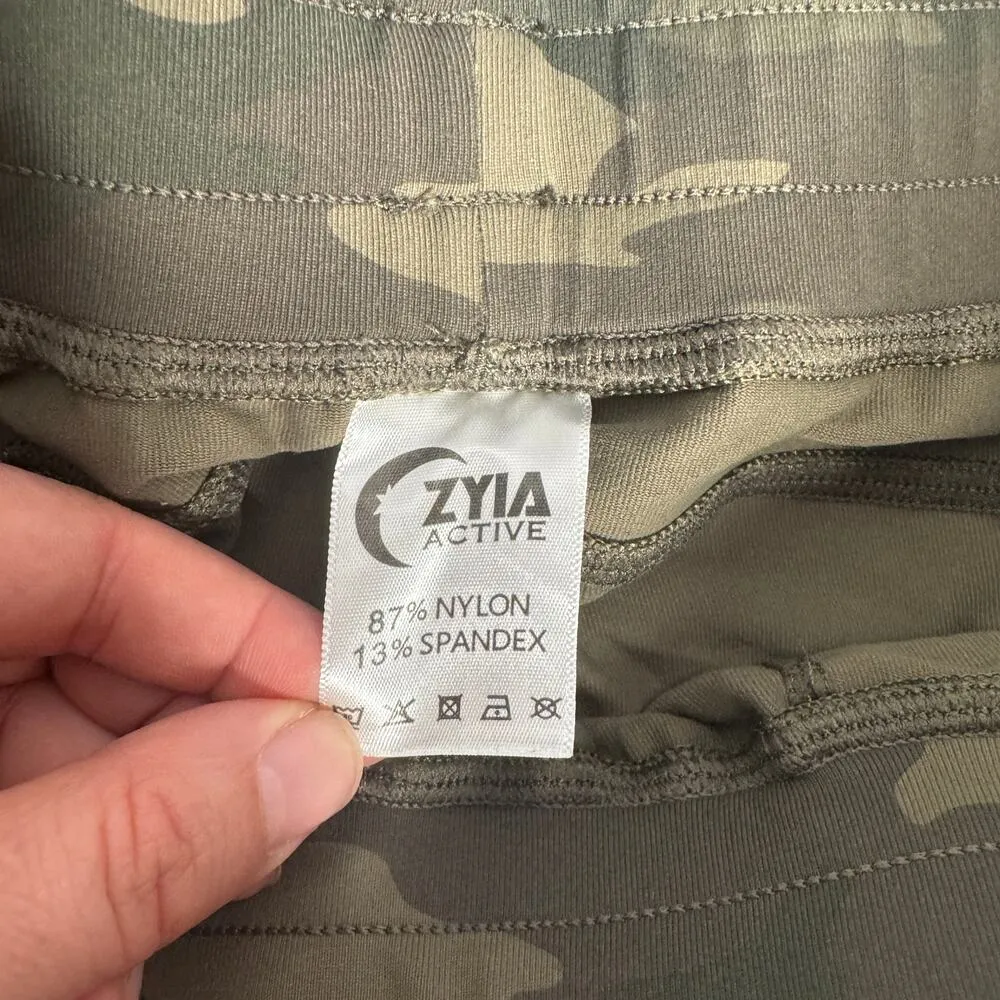 ZYIA
ACTIVE
87% NYLON
13% SPANDEX